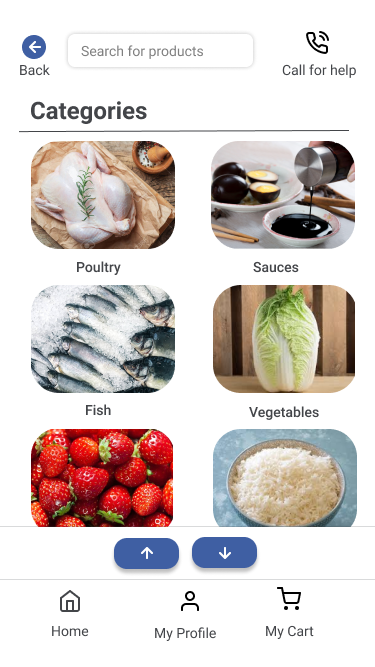 Search for products
Back
Call for help
Categories
Poultry
Sauces
Fish
Vegetables
Home
My Profile
My Cart